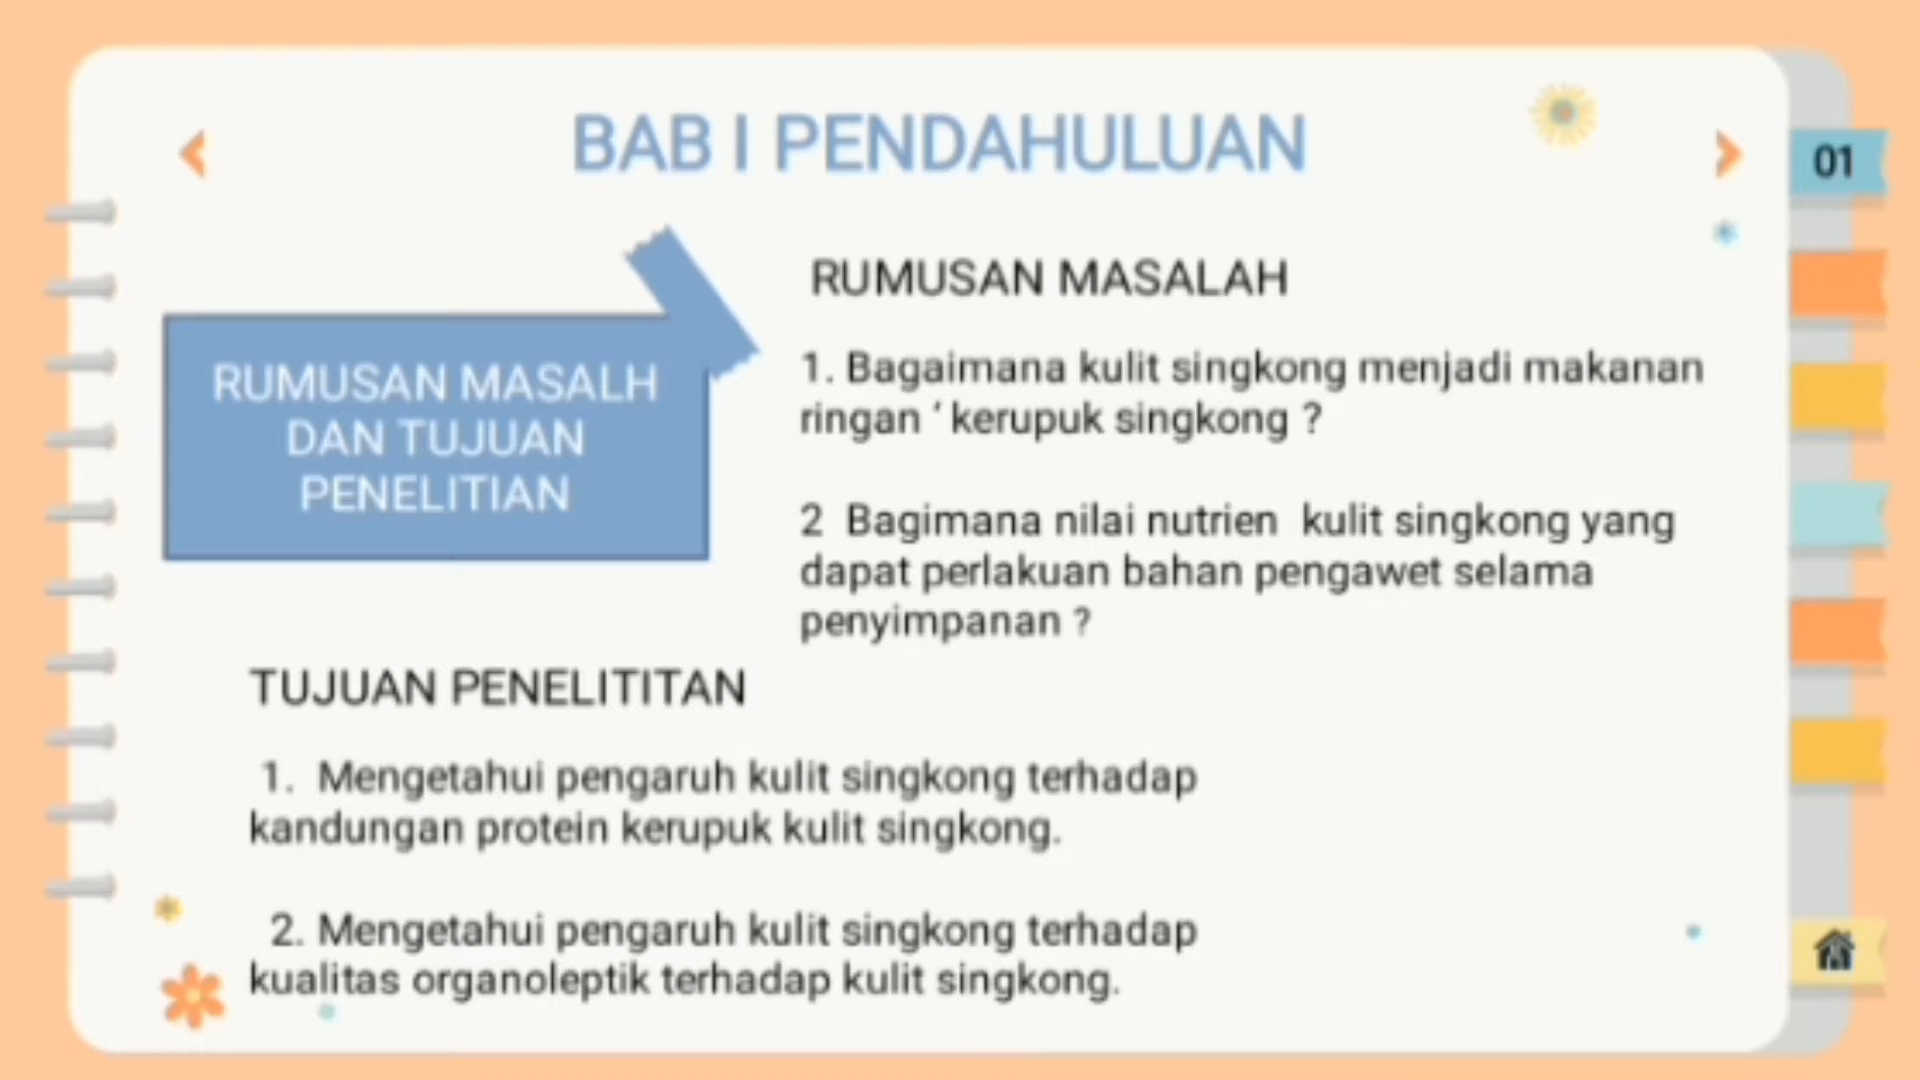 BAB I PENDAHULUAN
01
RUMUSAN MASALH
DAN TUJUAN
PENELITIAN
RUMUSAN MASALAH
1. Bagaimana kulit singkong menjadi makanan
ringan ‘ kerupuk singkong ?
2 Bagimana nilai nutrien kulit singkong yang
dapat perlakuan bahan pengawet selama
penyimpanan ?
TUJUAN PENELITITAN
1. Mengetahui pengaruh kulit singkong terhadap
kandungan protein kerupuk kulit singkong.
2. Mengetahui pengaruh kulit singkong terhadap
kualitas organoleptik terhadap kulit singkong.